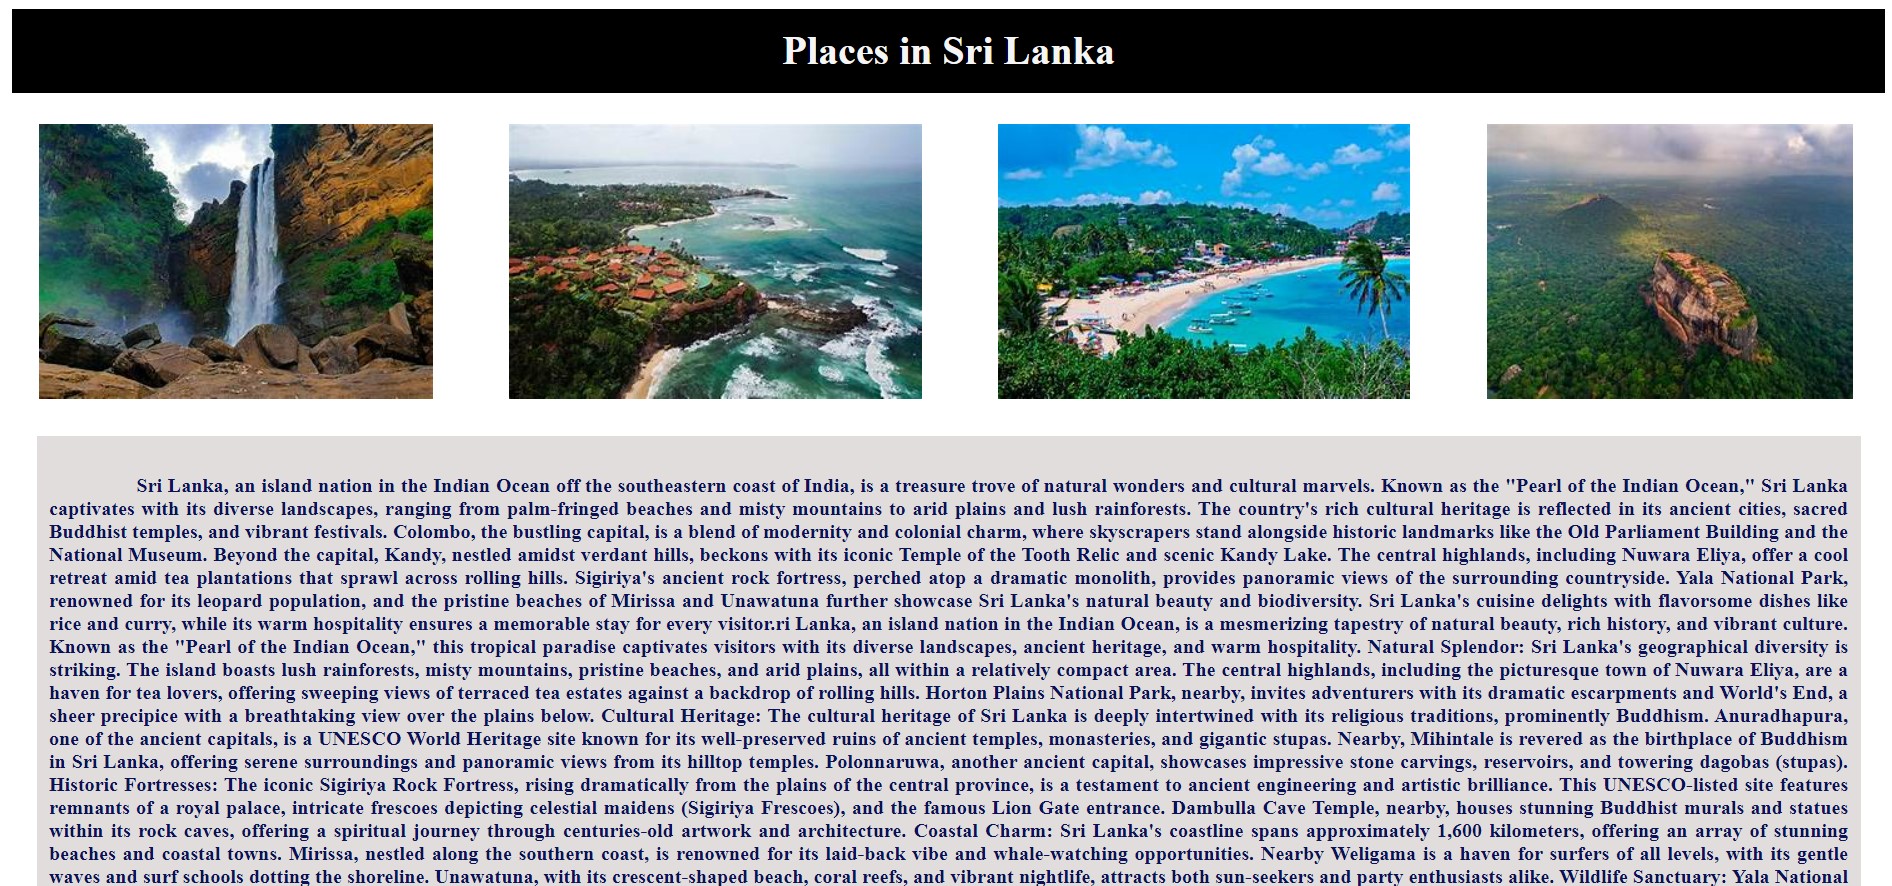 Places in Sri Lanka
Sri Lanka, an island nation in the Indian Ocean off the southeastern coast of India, is a treasure trove of natural wonders and cultural marvels. Known as the "Pearl of the Indian Ocean," Sri Lanka
captivates with its diverse landscapes, ranging from palm-fringed beaches and misty mountains to arid plains and lush rainforests. The country's rich cultural heritage is reflected in its ancient cities, sacred
Buddhist temples, and vibrant festivals. Colombo, the bustling capital, is a blend of modernity and colonial charm, where skyscrapers stand alongside historic landmarks like the Old Parliament Building and the
National Museum. Beyond the capital, Kandy, nestled amidst verdant hills, beckons with its iconic Temple of the Tooth Relic and scenic Kandy Lake. The central highlands, including Nuwara Eliya, offer a cool
retreat amid tea plantations that sprawl across rolling hills. Sigiriya's ancient rock fortress, perched atop a dramatic monolith, provides panoramic views of the surrounding countryside. Yala National Park,
renowned for its leopard population, and the pristine beaches of Mirissa and Unawatuna further showcase Sri Lanka's natural beauty and biodiversity. Sri Lanka's cuisine delights with flavorsome dishes like
rice and curry, while its warm hospitality ensures a memorable stay for every visitor.ri Lanka, an island nation in the Indian Ocean, is a mesmerizing tapestry of natural beauty, rich history, and vibrant culture.
Known as the "Pearl of the Indian Ocean," this tropical paradise captivates visitors with its diverse landscapes, ancient heritage, and warm hospitality. Natural Splendor: Sri Lanka's geographical diversity is
striking. The island boasts lush rainforests, misty mountains, pristine beaches, and arid plains, all within a relatively compact area. The central highlands, including the picturesque town of Nuwara Eliya, are a
haven for tea lovers, offering sweeping views of terraced tea estates against a backdrop of rolling hills. Horton Plains National Park, nearby, invites adventurers with its dramatic escarpments and World's End, a
sheer precipice with a breathtaking view over the plains below. Cultural Heritage: The cultural heritage of Sri Lanka is deeply intertwined with its religious traditions, prominently Buddhism. Anuradhapura,
one of the ancient capitals, is a UNESCO World Heritage site known for its well-preserved ruins of ancient temples, monasteries, and gigantic stupas. Nearby, Mihintale is revered as the birthplace of Buddhism
in Sri Lanka, offering serene surroundings and panoramic views from its hilltop temples. Polonnaruwa, another ancient capital, showcases impressive stone carvings, reservoirs, and towering dagobas (stupas).
Historic Fortresses: The iconic Sigiriya Rock Fortress, rising dramatically from the plains of the central province, is a testament to ancient engineering and artistic brilliance. This UNESCO-listed site features
remnants of a royal palace, intricate frescoes depicting celestial maidens (Sigiriya Frescoes), and the famous Lion Gate entrance. Dambulla Cave Temple, nearby, houses stunning Buddhist murals and statues
within its rock caves, offering a spiritual journey through centuries-old artwork and architecture. Coastal Charm: Sri Lanka's coastline spans approximately 1,600 kilometers, offering an array of stunning
beaches and coastal towns. Mirissa, nestled along the southern coast, is renowned for its laid-back vibe and whale-watching opportunities. Nearby Weligama is a haven for surfers of all levels, with its gentle
waves and surf schools dotting the shoreline. Unawatuna, with its crescent-shaped beach, coral reefs, and vibrant nightlife, attracts both sun-seekers and party enthusiasts alike. Wildlife Sanctuary: Yala National